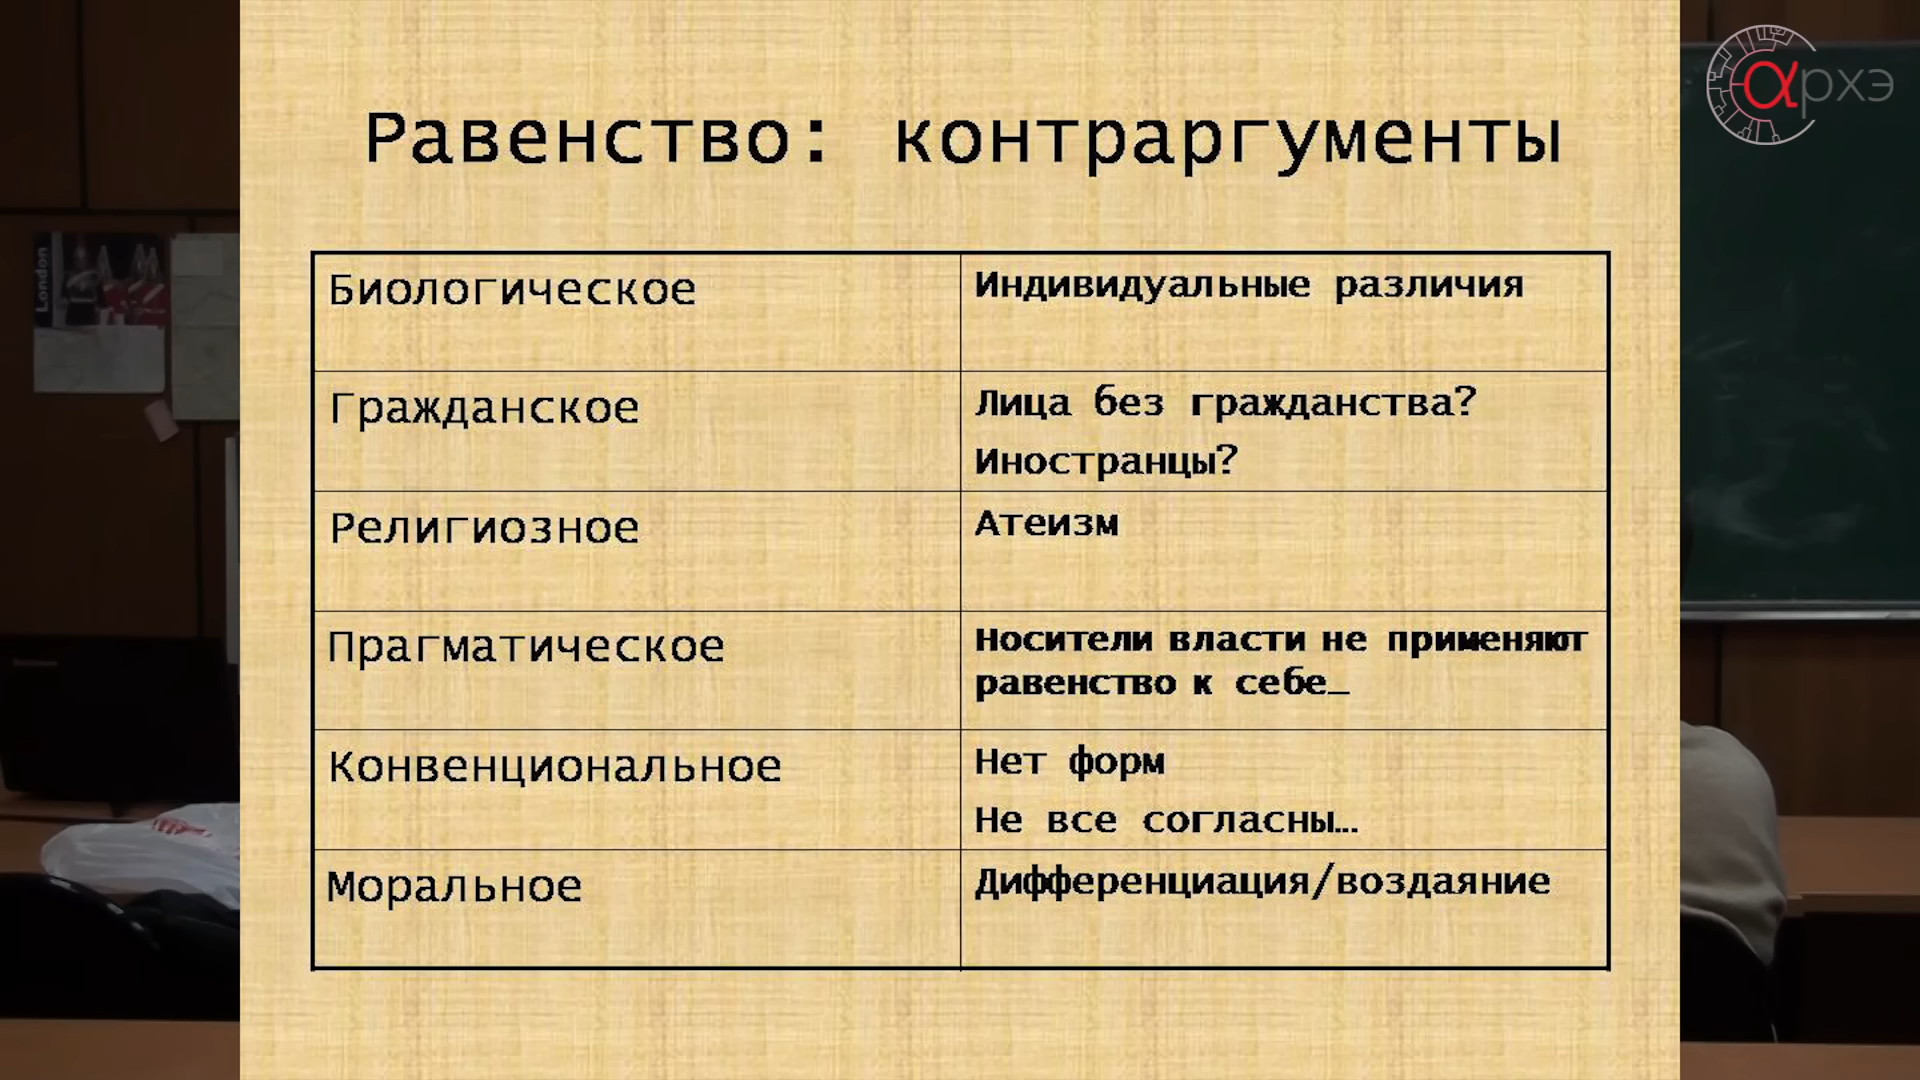 αрхэ
London
Равенство: контраргументы
Биологическое
Индивидуальные различия
Гражданское
Лица без гражданства?
Иностранцы?
Религиозное
Атеизм
Прагматическое
Носители власти не применяют
равенство к себе…
Конвенциональное
Нет форм
Не все согласны…
Моральное
Дифференциация/воздаяние